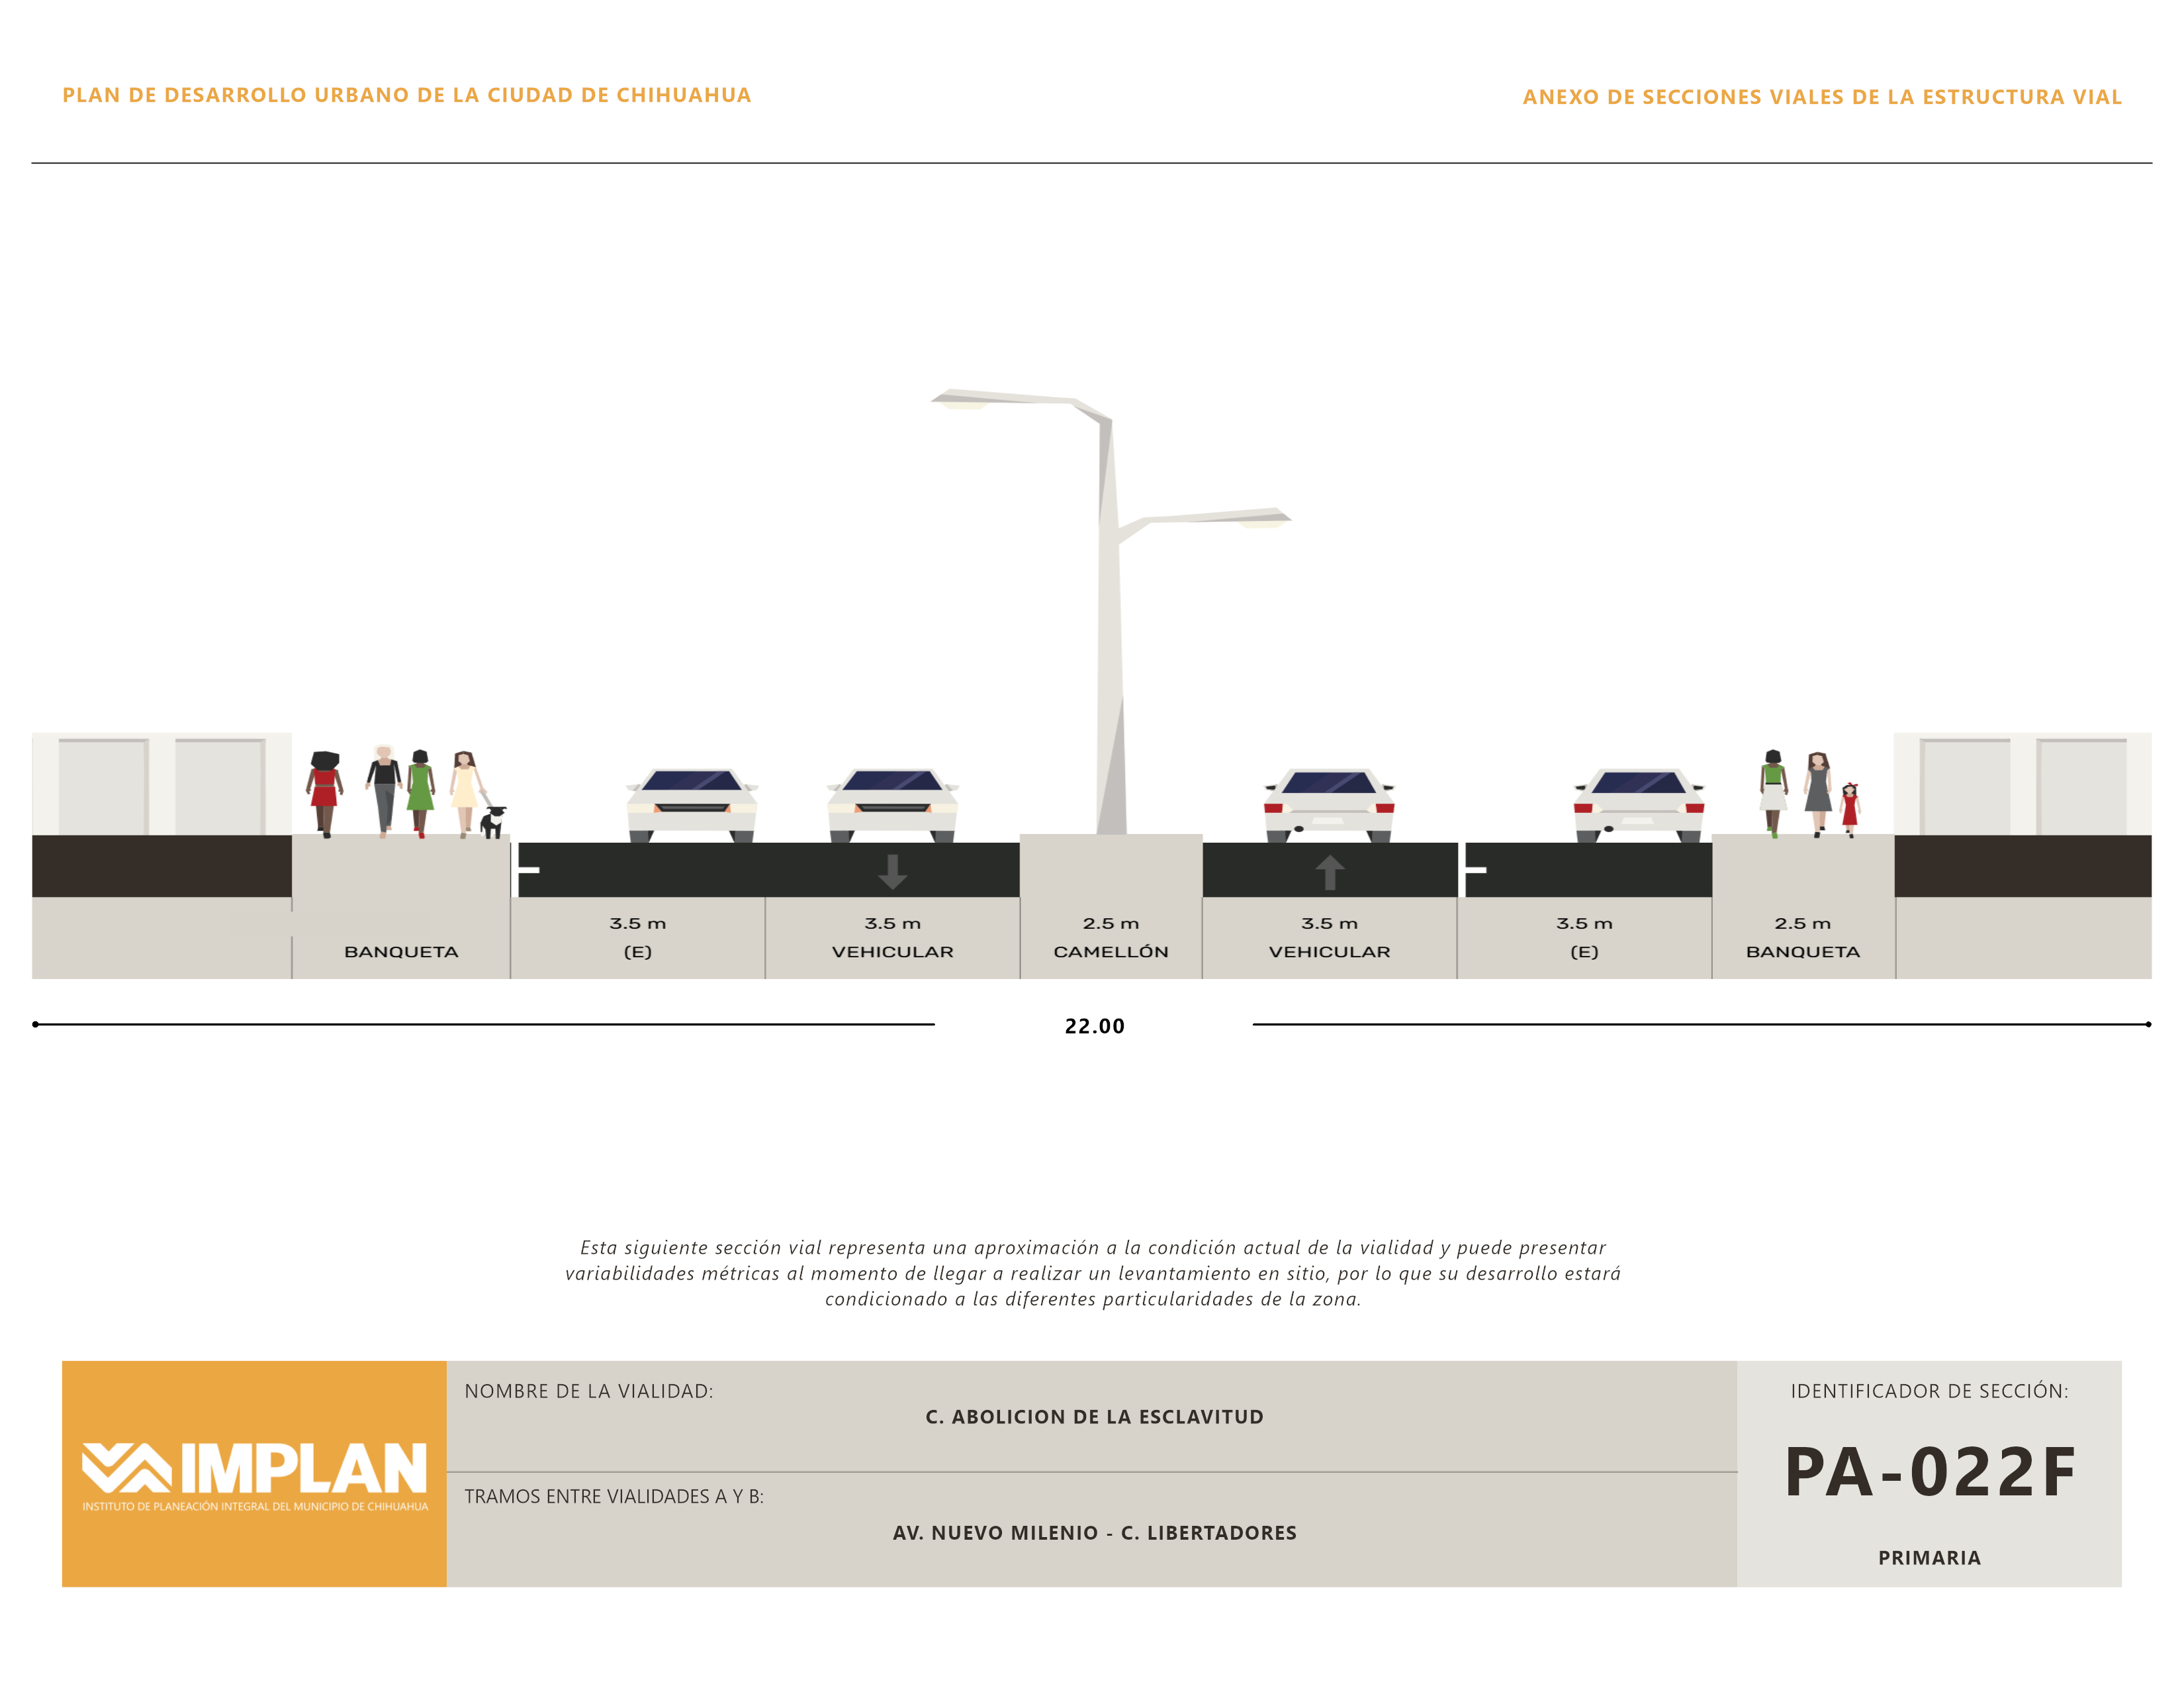 PLAN DE DESARROLLO URBANO DE LA CIUDAD DE CHIHUAHUA
ANEXO DE SECCIONES VIALES DE LA ESTRUCTURA VIAL
BANQUETA
3.5 m
(E)
3.5 m
VEHICULAR
2.5 m
CAMELLÓN
3.5 m
VEHICULAR
3.5 m
(E)
2.5 m
BANQUETA
22.00
Esta siguiente sección vial representa una aproximación a la condición actual de la vialidad y puede presentar
variabilidades métricas al momento de llegar a realizar un levantamiento en sitio, por lo que su desarrollo estará
condicionado a las diferentes particularidades de la zona.
IMPLAN
INSTITUTO DE PLANEACIÓN INTEGRAL DEL MUNICIPIO DE CHIHUAHUA
NOMBRE DE LA VIALIDAD:
C. ABOLICION DE LA ESCLAVITUD
TRAMOS ENTRE VIALIDADES A Y B:
AV. NUEVO MILENIO - C. LIBERTADORES
IDENTIFICADOR DE SECCIÓN:
PA-022F
PRIMARIA